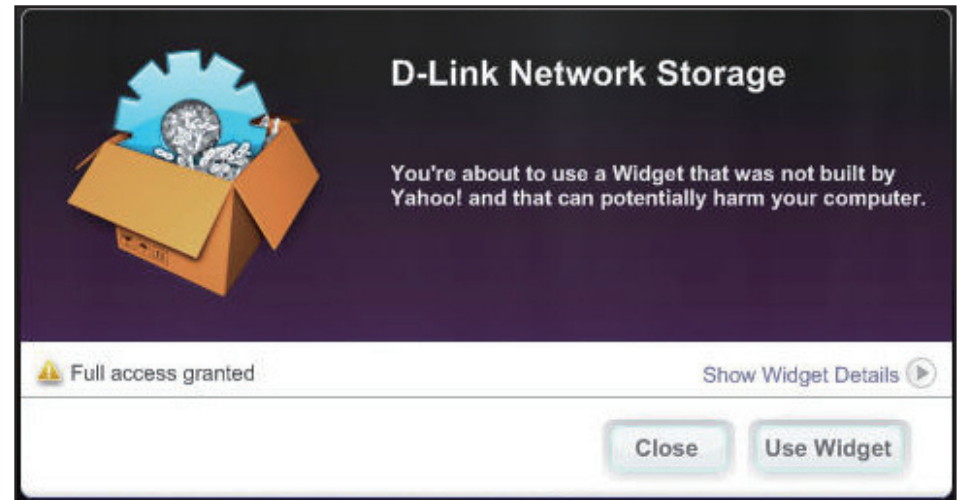 D-Link Network Storage
You're about to use a Widget that was not built by
Yahoo! and that can potentially harm your computer.
Full access granted
Show Widget Details
Close
Use Widget